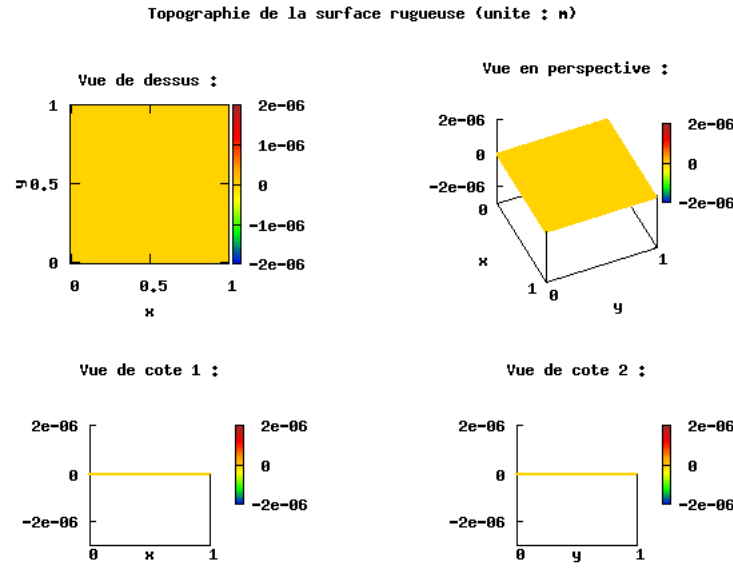 Topographie de la surface rugueuse (unite : m)
Vue de dessus :
1
y 0.5
0
0 0.5 1
x
2e-06
1e-06
0
-1e-06
-2e-06
Vue en perspective :
2e-06
0
-2e-06
0
x
1
0
y
1
2e-06
0
-2e-06
Vue de cote 1 :
2e-06
0
-2e-06
0 x 1
2e-06
0
-2e-06
Vue de cote 2 :
2e-06
0
-2e-06
0 y 1
2e-06
0
-2e-06